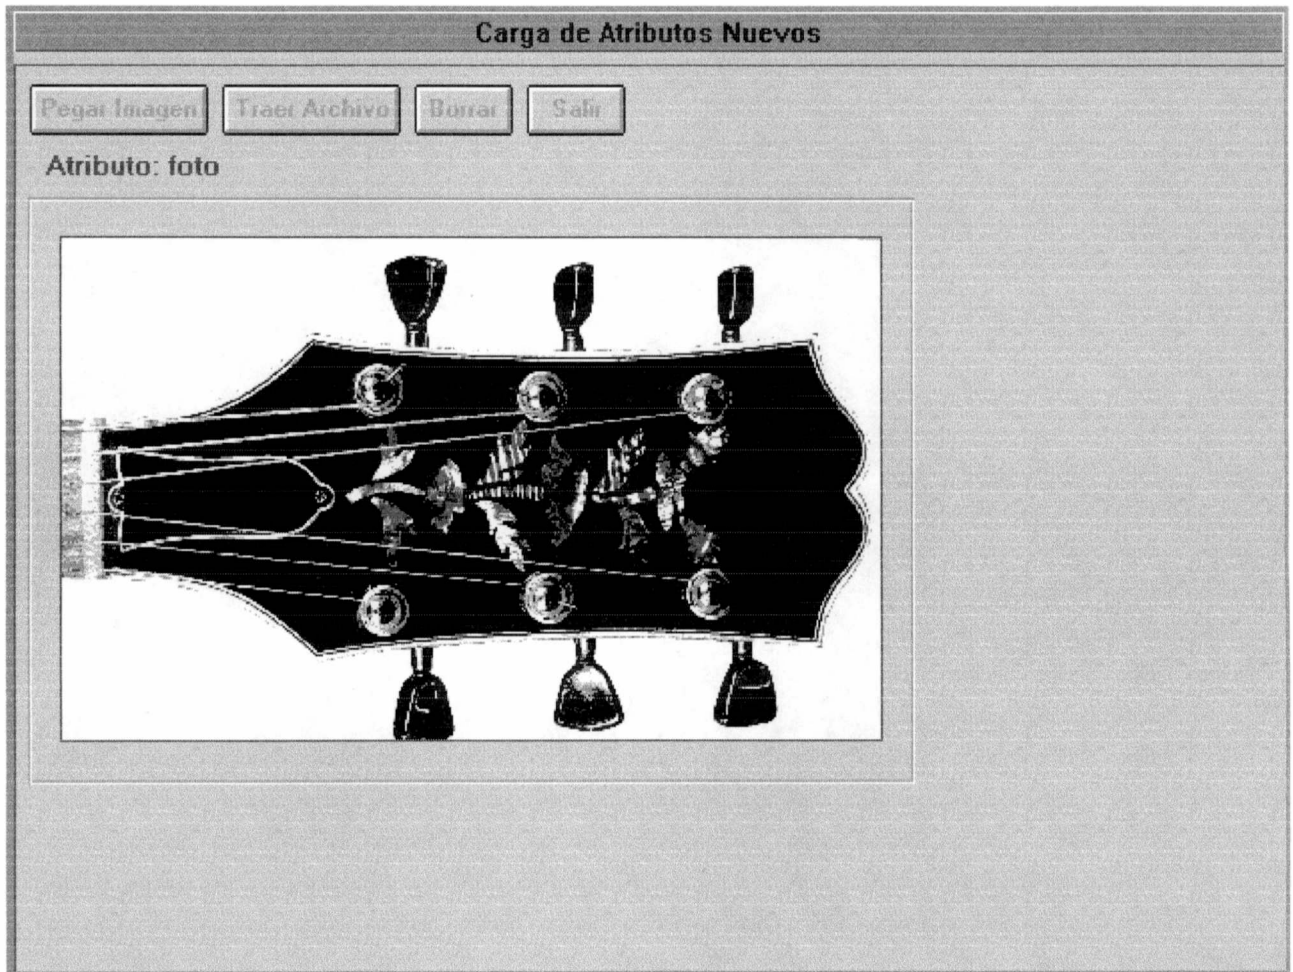 Carga de Atributos Nuevos
Pegar Imagen Traer Archivo Borrar Salir
Atributo: foto